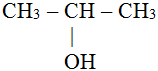 CH₃ – CH – CH₃
OH